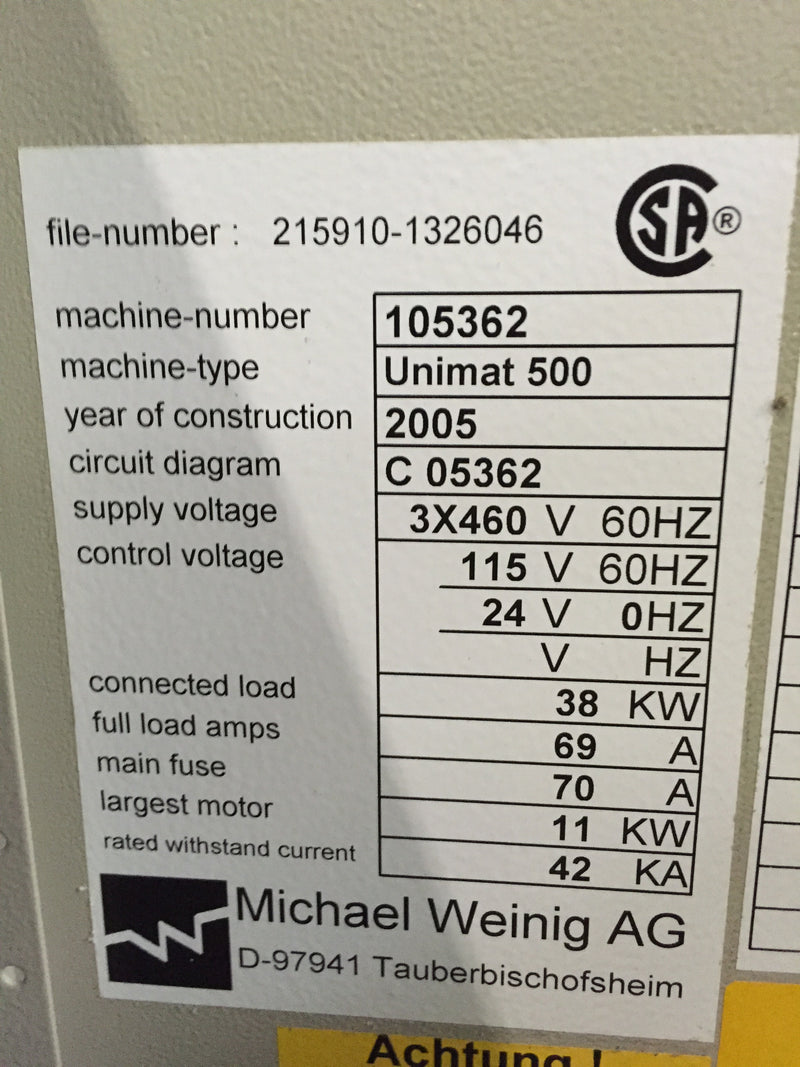 file-number : 215910-1326046 SA ®
machine-number 105362
machine-type Unimat 500
year of construction 2005
circuit diagram C 05362
supply voltage 3X460 V 60HZ
control voltage 115 V 60HZ
24 V 0HZ
V HZ
connected load 38 KW
full load amps 69 A
main fuse 70 A
largest motor 11 KW
rated withstand current 42 KA
Michael Weinig AG
D-97941 Tauberbischofsheim
Achtung !